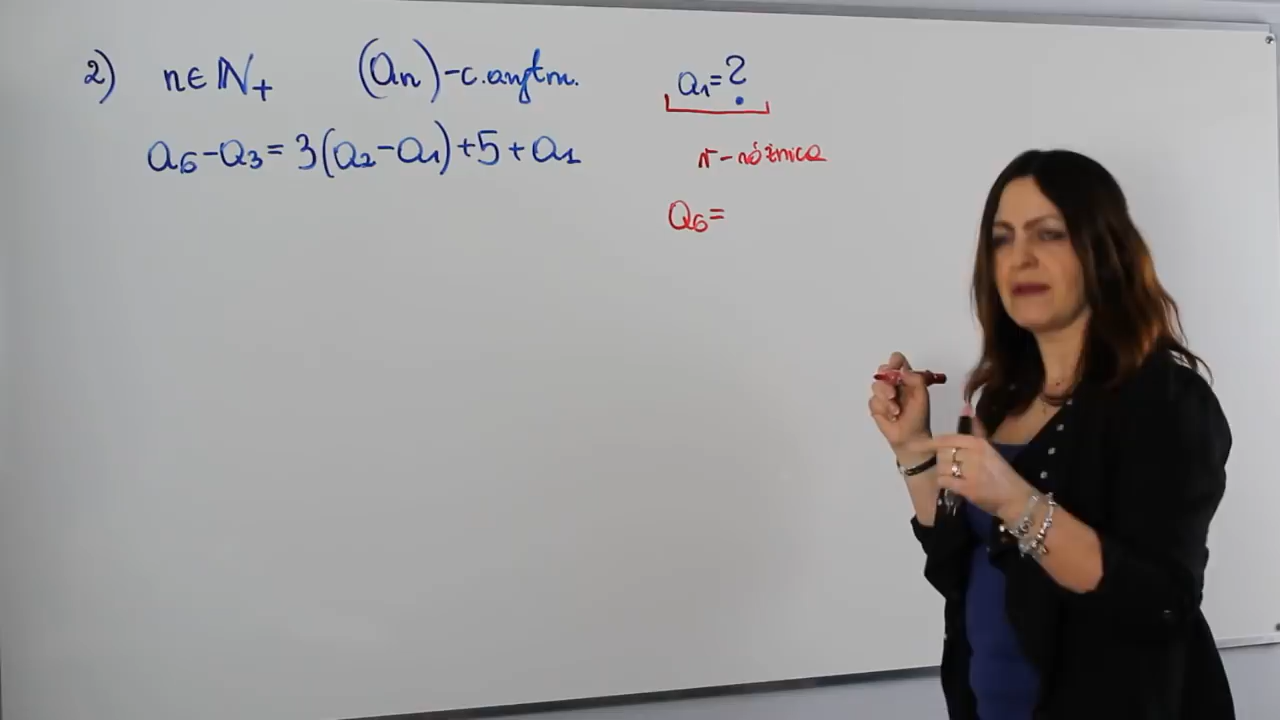 2) n∈ℕ₊ (aₙ)-c. arytm. a₁=?
a₆-a₃=3(a₂-a₁)+5+a₁
r-różnica
a₆=